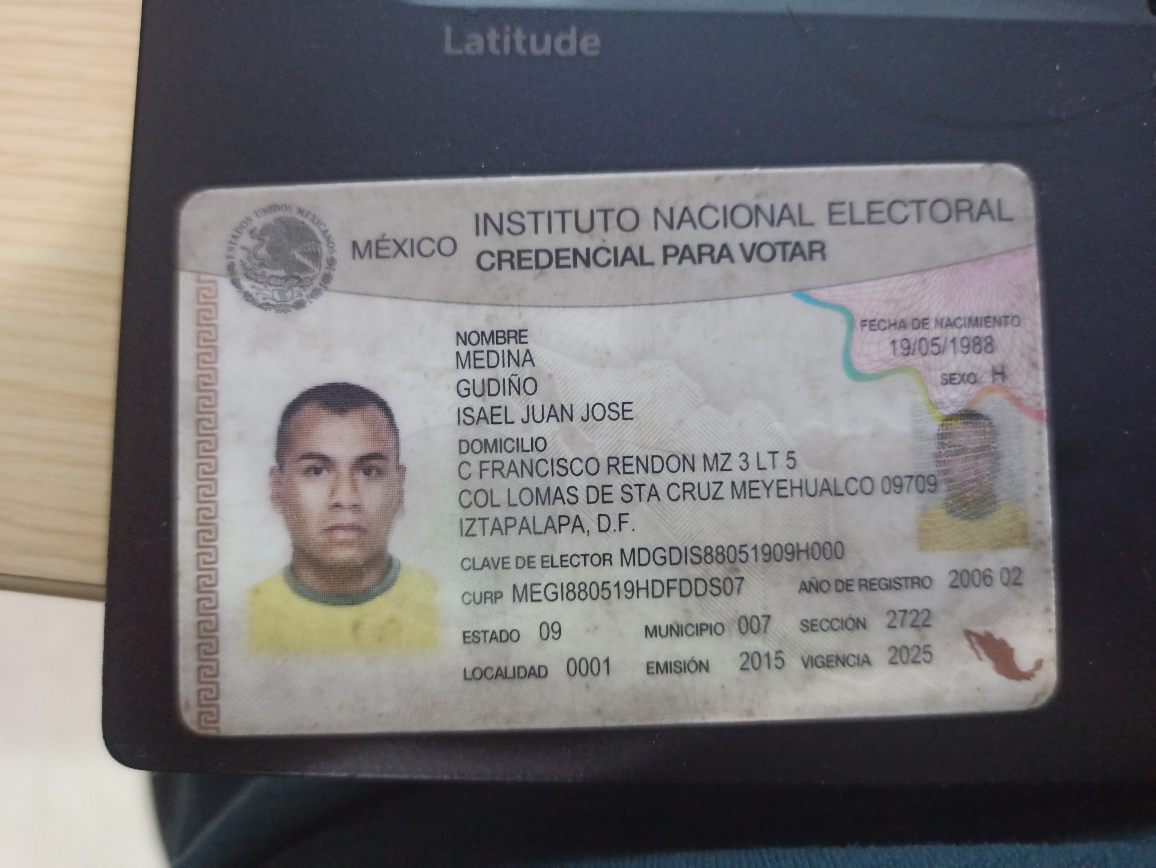 Latitude
ESTADOS UNIDOS MEXICANOS
MÉXICO
INSTITUTO NACIONAL ELECTORAL
CREDENCIAL PARA VOTAR
FECHA DE NACIMIENTO
19/05/1988
SEXO H
NOMBRE
MEDINA
GUDIÑO
ISAEL JUAN JOSE
DOMICILIO
C FRANCISCO RENDON MZ 3 LT 5
COL LOMAS DE STA CRUZ MEYEHUALCO 09709
IZTAPALAPA, D.F.
CLAVE DE ELECTOR MDGDIS88051909H000
CURP MEGI880519HDFDDS07 AÑO DE REGISTRO 2006 02
ESTADO 09 MUNICIPIO 007 SECCIÓN 2722
LOCALIDAD 0001 EMISIÓN 2015 VIGENCIA 2025